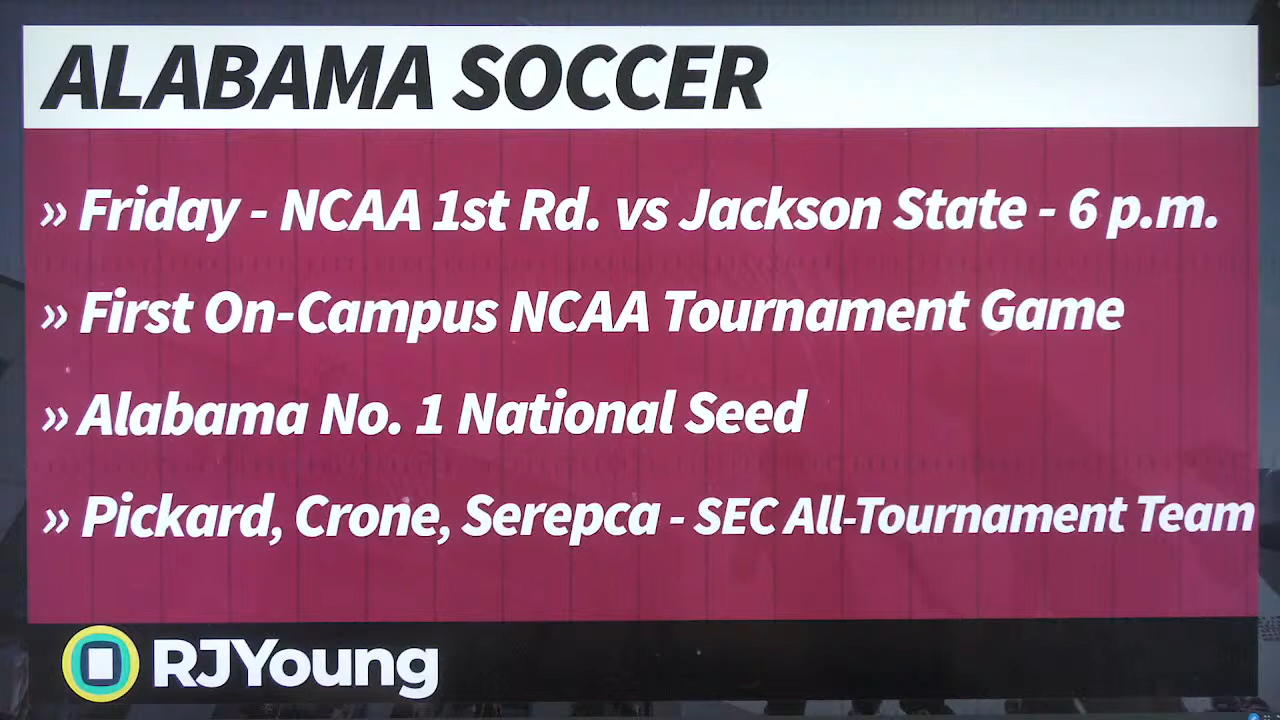 ALABAMA SOCCER
» Friday - NCAA 1st Rd. vs Jackson State - 6 p.m.
» First On-Campus NCAA Tournament Game
» Alabama No. 1 National Seed
» Pickard, Crone, Serepca - SEC All-Tournament Team
RJYoung